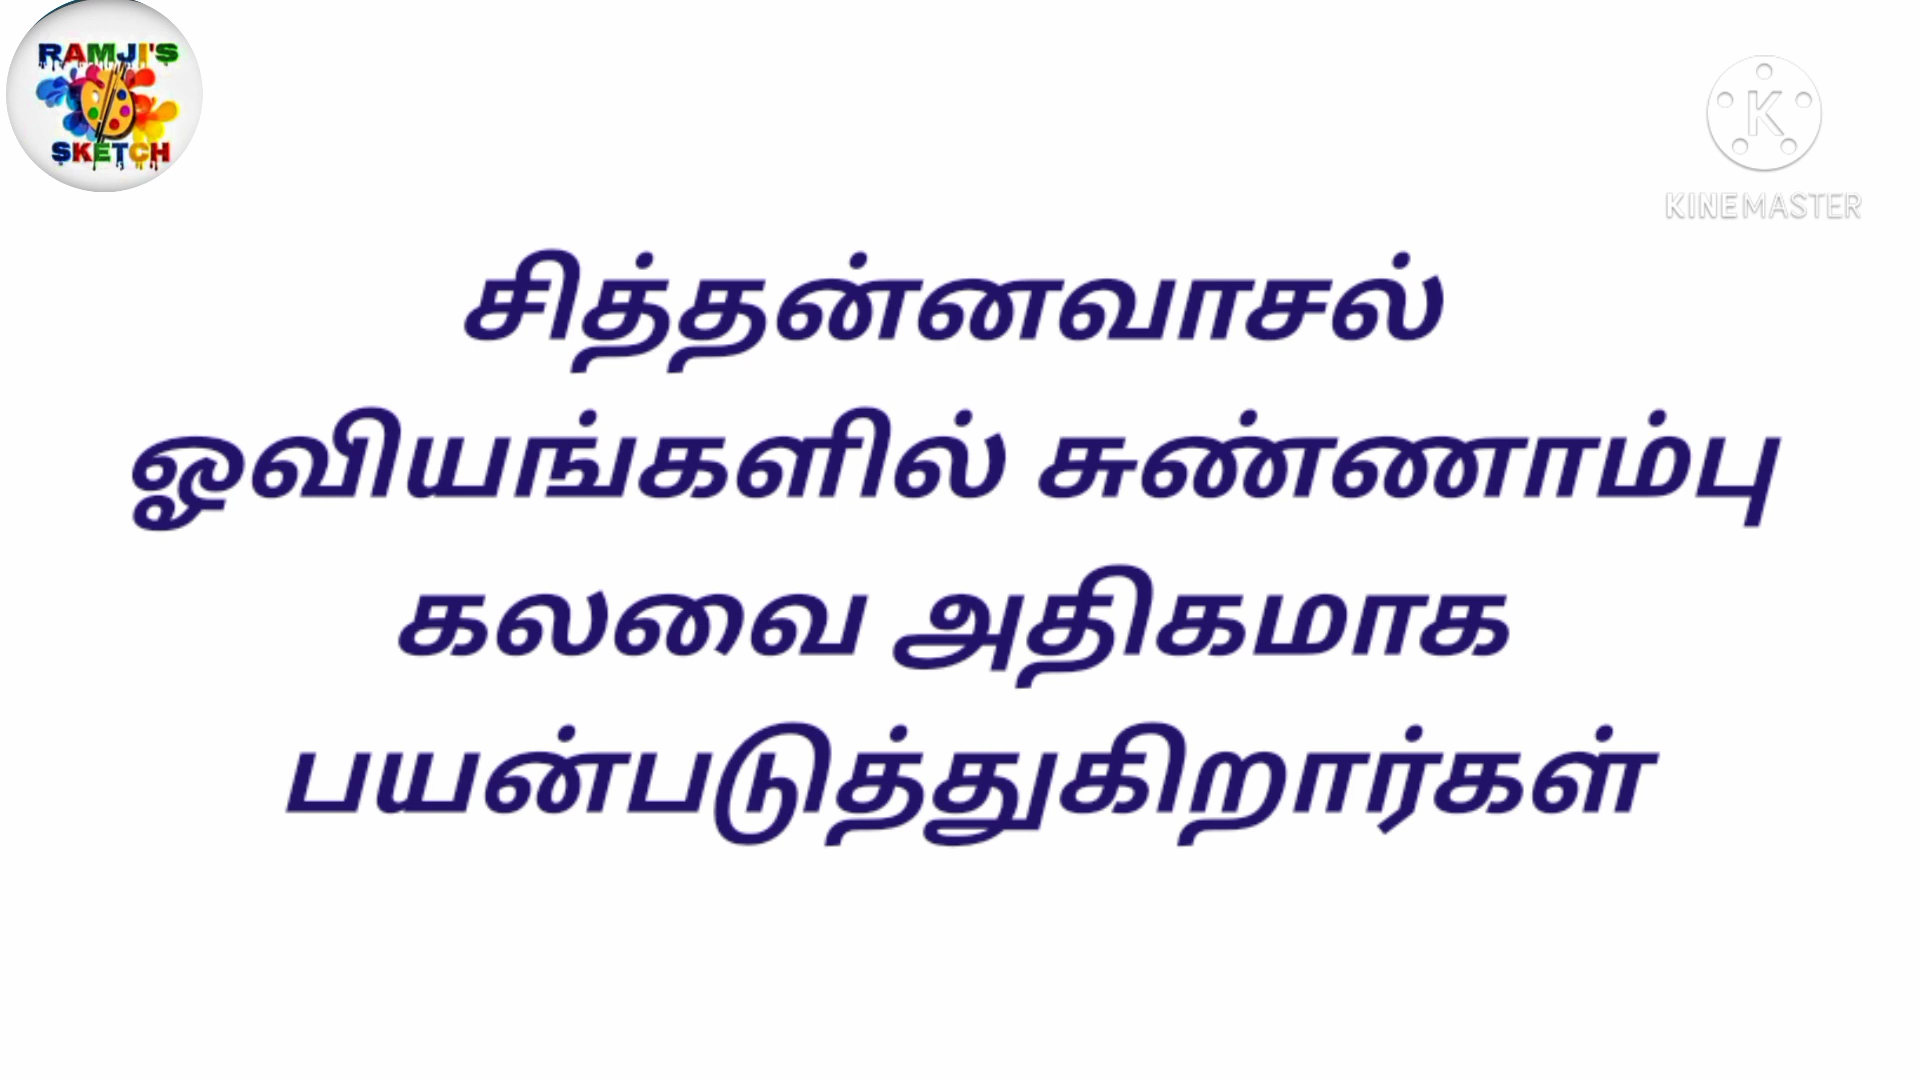 RAMJI'S
SKETCH
K
KINEMASTER
சித்தன்னவாசல்
ஓவியங்களில் சுண்ணாம்பு
கலவை அதிகமாக
பயன்படுத்துகிறார்கள்